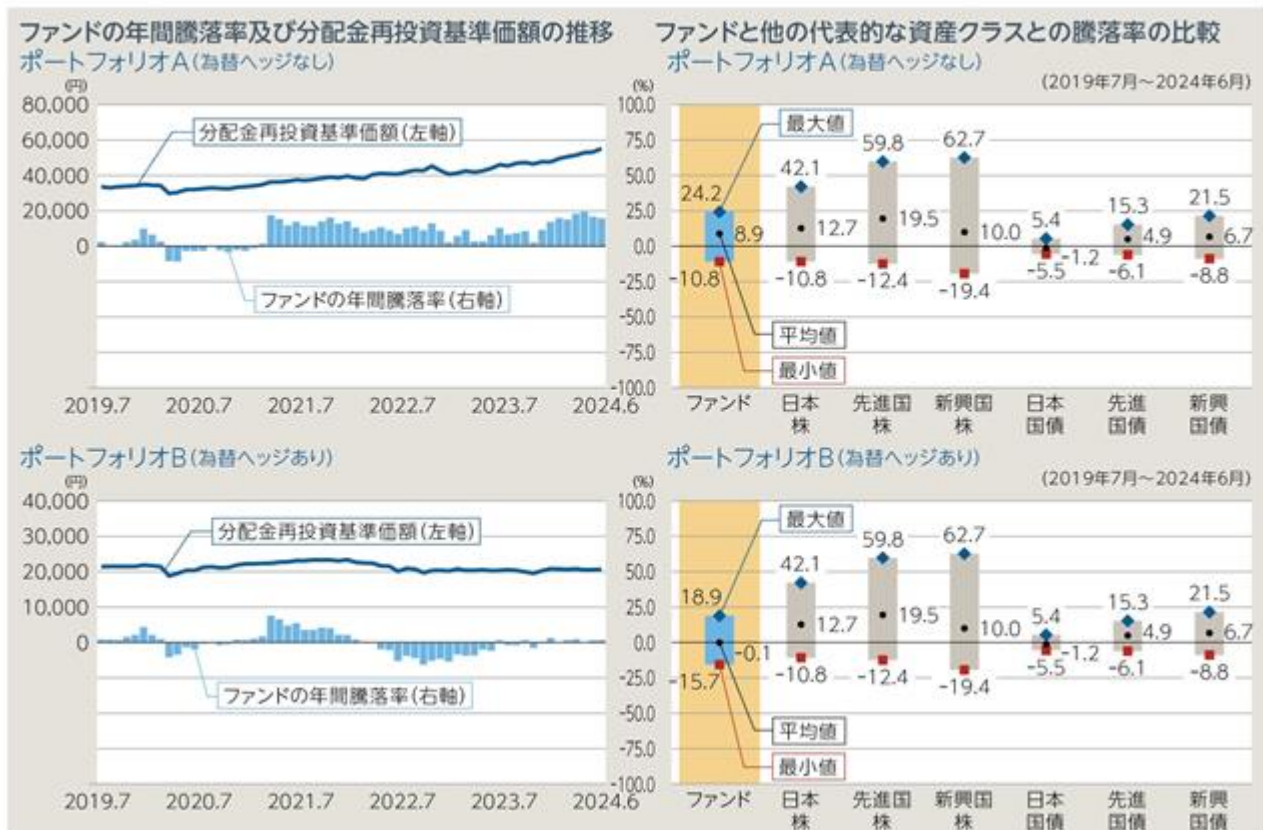 ファンドの年間騰落率及び分配金再投資基準価額の推移
ポートフォリオA(為替ヘッジなし)
(円)
80,000
60,000
40,000
20,000
0
分配金再投資基準価額(左軸)
ファンドの年間騰落率(右軸)
(%)
100.0
75.0
50.0
25.0
0.0
-25.0
-50.0
-75.0
-100.0
2019.7 2020.7 2021.7 2022.7 2023.7 2024.6
ファンドと他の代表的な資産クラスとの騰落率の比較
ポートフォリオA(為替ヘッジなし)
(2019年7月~2024年6月)
最大値
24.2 42.1 59.8 62.7 5.4 15.3 21.5
8.9 12.7 19.5 10.0 -1.2 4.9 6.7
-10.8 -10.8 -12.4 -19.4 -5.5 -6.1 -8.8
平均値
最小値
ファンド 日本株 先進国株 新興国株 日本国債 先進国債 新興国債
ポートフォリオB(為替ヘッジあり)
(円)
40,000
30,000
20,000
10,000
0
分配金再投資基準価額(左軸)
ファンドの年間騰落率(右軸)
(%)
100.0
75.0
50.0
25.0
0.0
-25.0
-50.0
-75.0
-100.0
2019.7 2020.7 2021.7 2022.7 2023.7 2024.6
ポートフォリオB(為替ヘッジあり)
(2019年7月~2024年6月)
最大値
18.9 42.1 59.8 62.7 5.4 15.3 21.5
-0.1 12.7 19.5 10.0 -1.2 4.9 6.7
-15.7 -10.8 -12.4 -19.4 -5.5 -6.1 -8.8
平均値
最小値
ファンド 日本株 先進国株 新興国株 日本国債 先進国債 新興国債